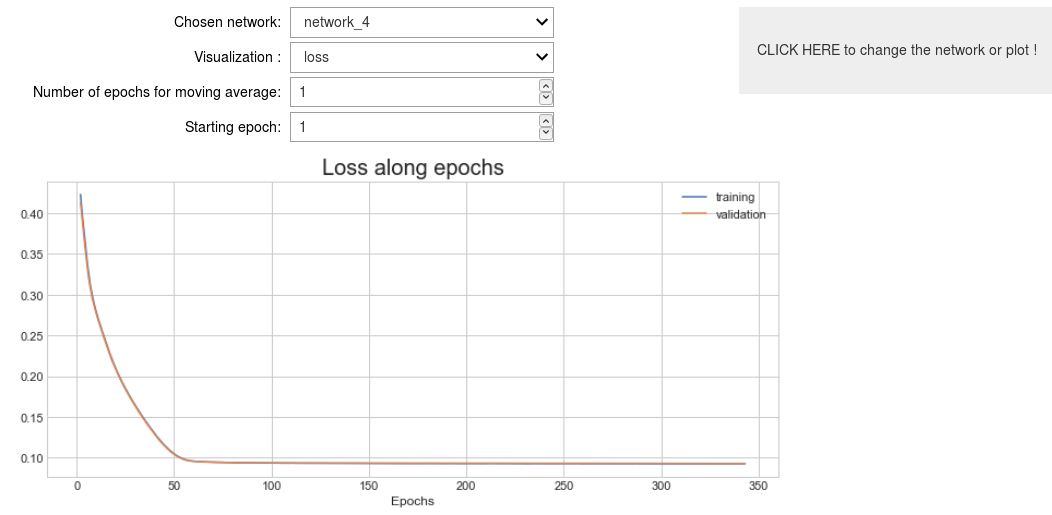 Chosen network: network_4
CLICK HERE to change the network or plot !
Visualization : loss
Number of epochs for moving average: 1
Starting epoch: 1
Loss along epochs
training
validation
0.40
0.35
0.30
0.25
0.20
0.15
0.10
0 50 100 150 200 250 300 350
Epochs